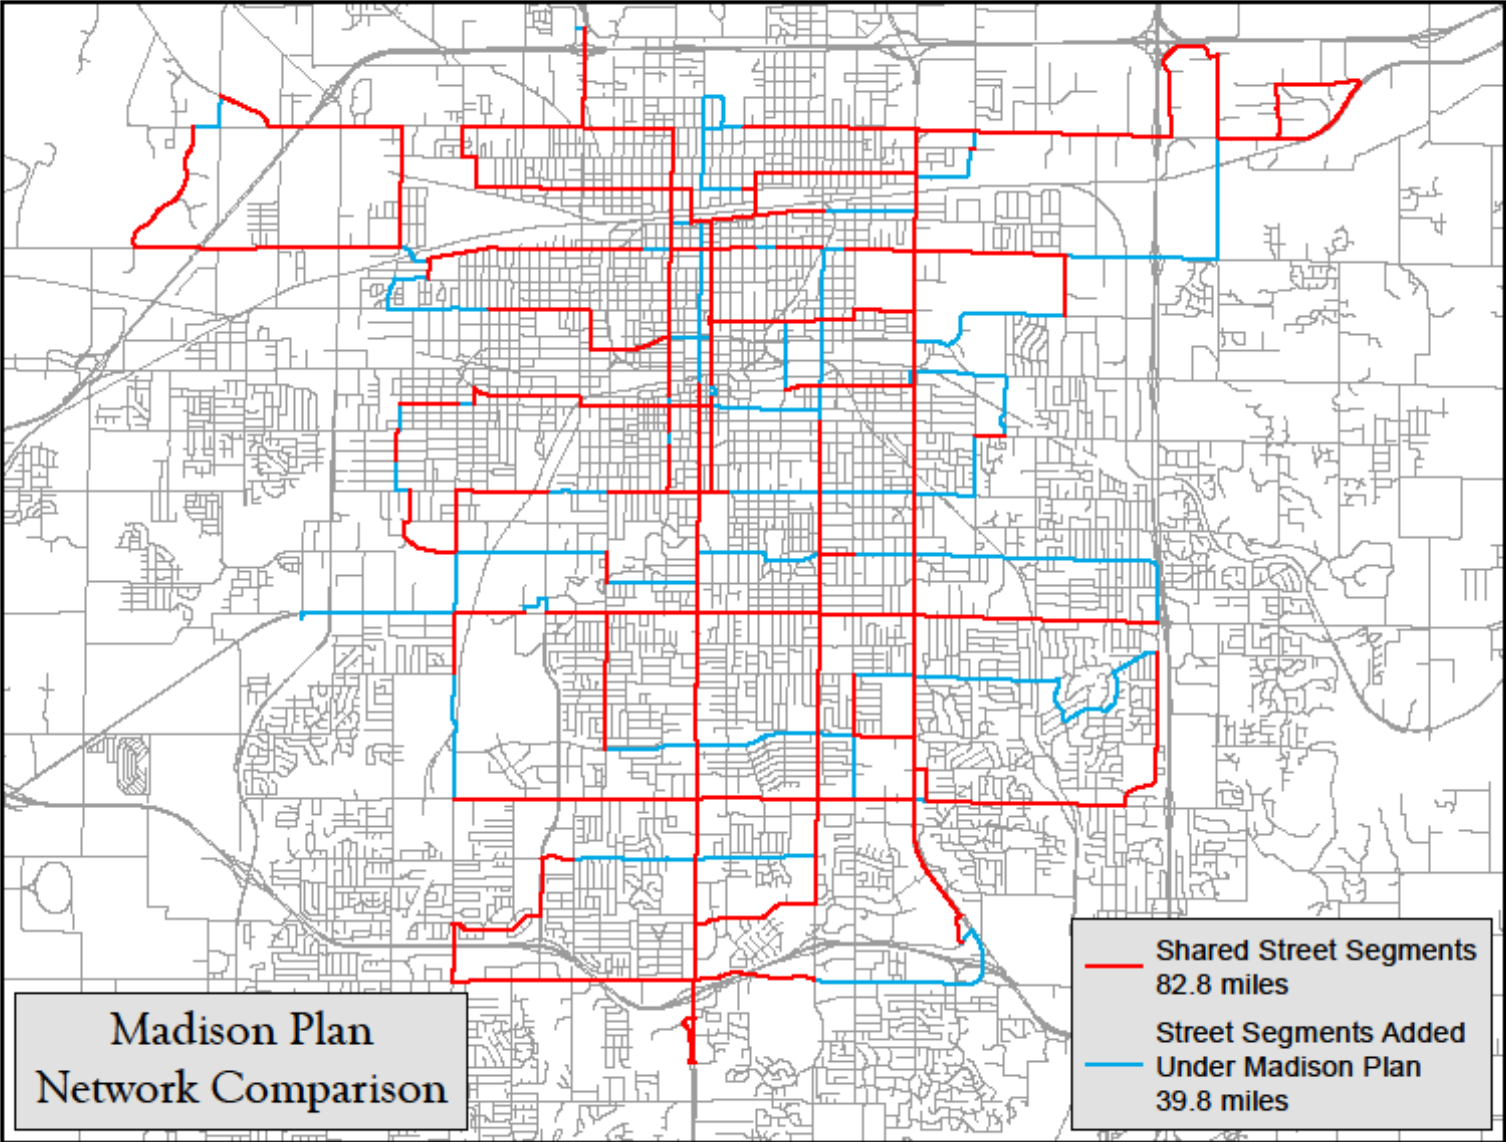 Shared Street Segments
82.8 miles
Street Segments Added
Under Madison Plan
39.8 miles
Madison Plan
Network Comparison